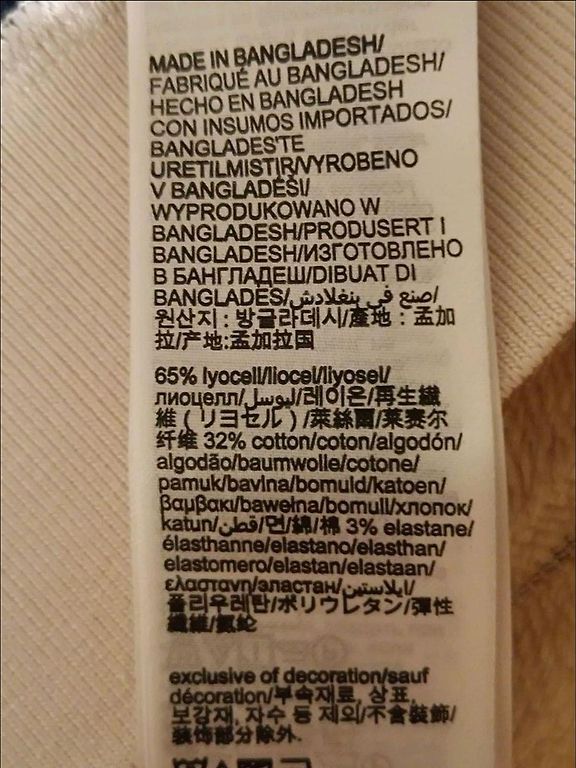 MADE IN BANGLADESH/
FABRIQUÉ AU BANGLADESH/
HECHO EN BANGLADESH
CON INSUMOS IMPORTADOS/
BANGLADES'TE
URETILMISTIR/VYROBENO
V BANGLADÉŠI/
WYPRODUKOWANO W
BANGLADESH/PRODUSERT I
BANGLADESH/ИЗГОТОВЛЕНО
В БАНГЛАДЕШ/DIBUAT DI
BANGLADES/صنع في بنغلادش/
원산지 : 방글라데시/產地 : 孟加
拉/产地:孟加拉国
65% lyocell/liocel/liyosel/
лиоцелл/ليوسل/레이온/再生繊
維 ( リヨセル ) /萊絲爾/莱赛尔
纤维 32% cotton/coton/algodón/
algodão/baumwolle/cotone/
pamuk/bavlna/bomuld/katoen/
βαμβακι/bawełna/bomull/хлопок/
katun/قطن/면/綿/棉 3% elastane/
élasthanne/elastano/elasthan/
elastomero/elastan/elastaan/
ελαστανη/эластан/ايلاستين/
폴리우레탄/ポリウレタン/彈性
纖維/氨纶
exclusive of decoration/sauf
décoration/부속재료, 상표,
보강재, 자수 등 제외/不含裝飾/
装饰部分除外.